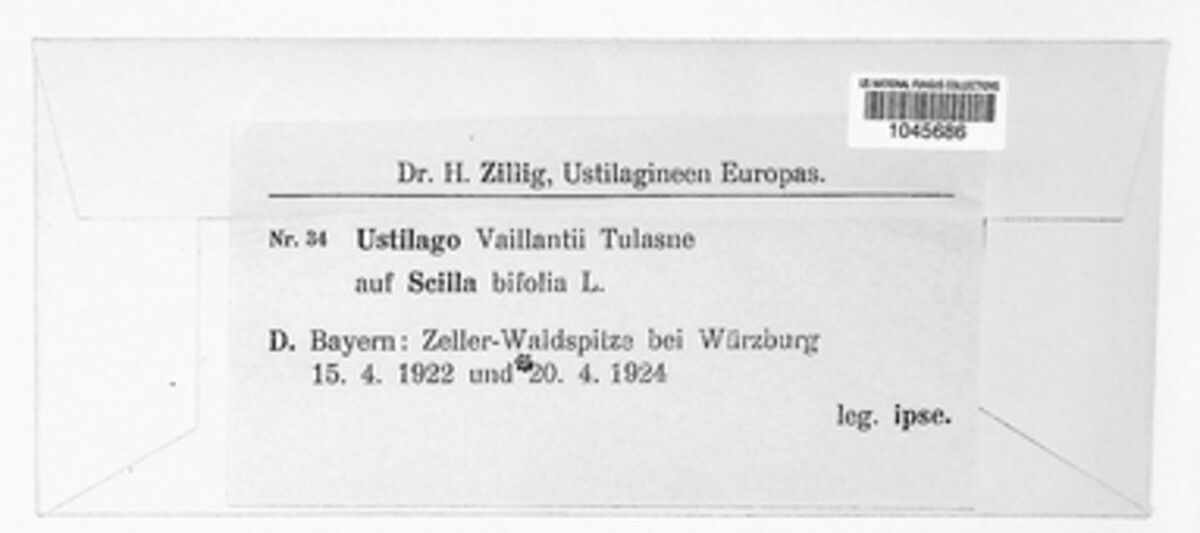 US NATIONAL FUNGUS COLLECTIONS
1045686
Dr. H. Zillig, Ustilagineen Europas.
Nr. 34 Ustilago Vaillantii Tulasne
auf Scilla bifolia L.
D. Bayern: Zeller-Waldspitze bei Würzburg
15. 4. 1922 und 20. 4. 1924
leg. ipse.